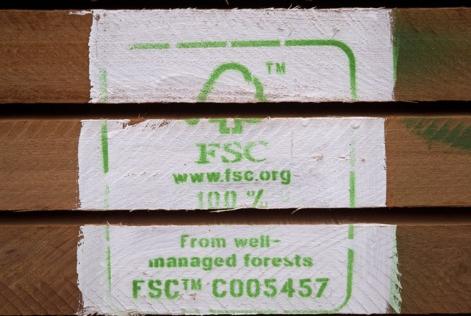 TM
FSC
www.fsc.org
100 %
From well-
managed forests
FSC™ C005457